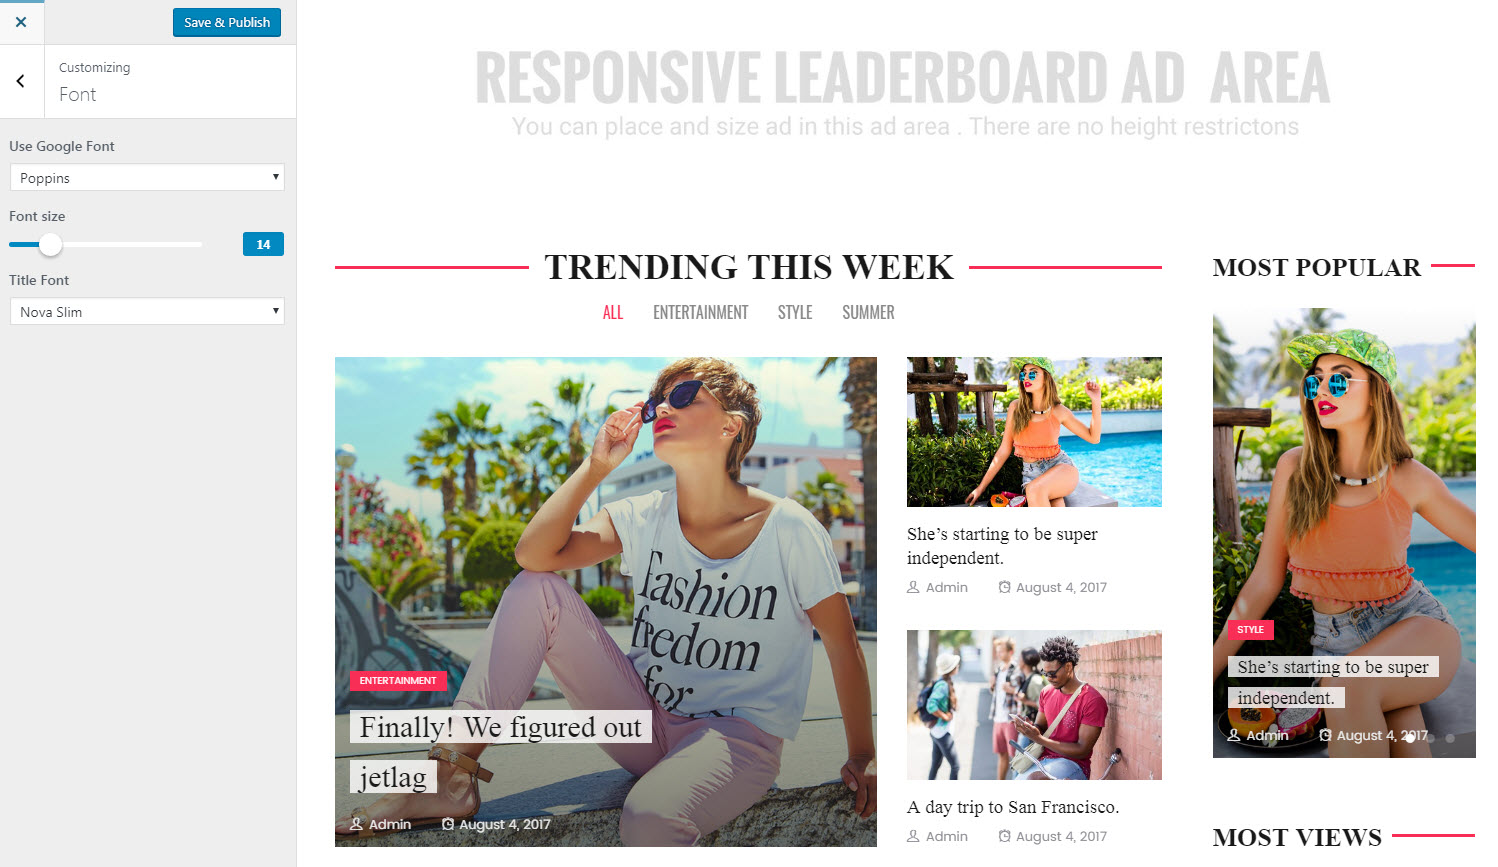 Save & Publish
Customizing
Font
Use Google Font
Poppins
Font size
14
Title Font
Nova Slim
RESPONSIVE LEADERBOARD AD AREA
You can place and size ad in this ad area . There are no height restrictons
TRENDING THIS WEEK
ALL ENTERTAINMENT STYLE SUMMER
fashion
freedom
for
ENTERTAINMENT
Finally! We figured out
jetlag
Admin August 4, 2017
She’s starting to be super
independent.
Admin August 4, 2017
A day trip to San Francisco.
Admin August 4, 2017
MOST POPULAR
STYLE
She’s starting to be super
independent.
Admin August 4, 2017
MOST VIEWS